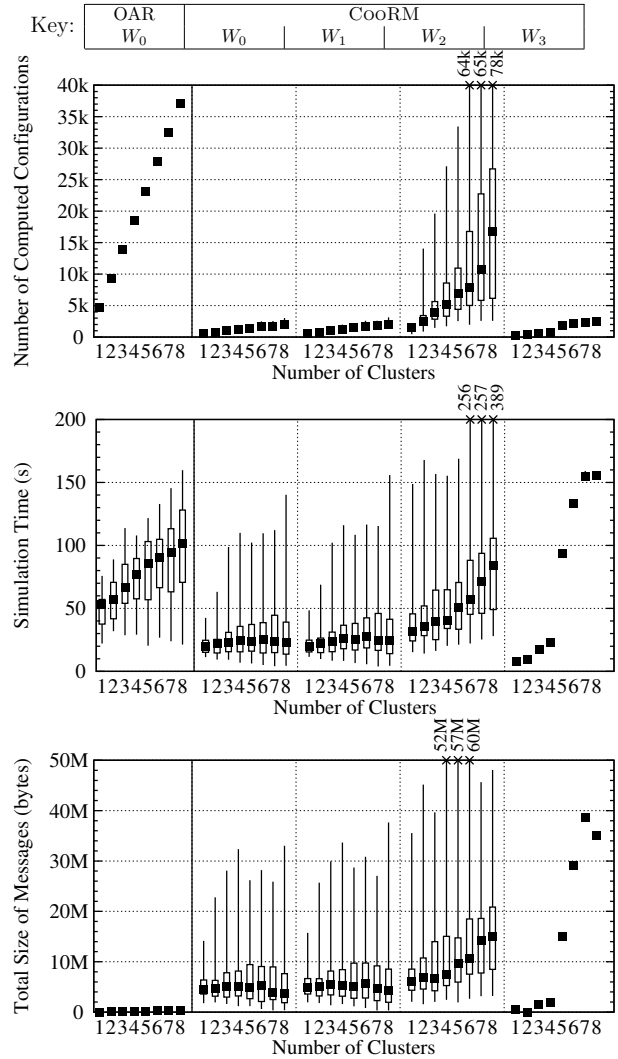 Key:
OAR
COORM
W0
W0
W1
W2
W3
64k
65k
78k
Number of Computed Configurations
40k
35k
30k
25k
20k
15k
10k
5k
0
12345678
12345678
12345678
12345678
12345678
Number of Clusters
256
257
389
Simulation Time (s)
200
150
100
50
0
12345678
12345678
12345678
12345678
12345678
Number of Clusters
52M
57M
60M
Total Size of Messages (bytes)
50M
40M
30M
20M
10M
0
12345678
12345678
12345678
12345678
12345678
Number of Clusters